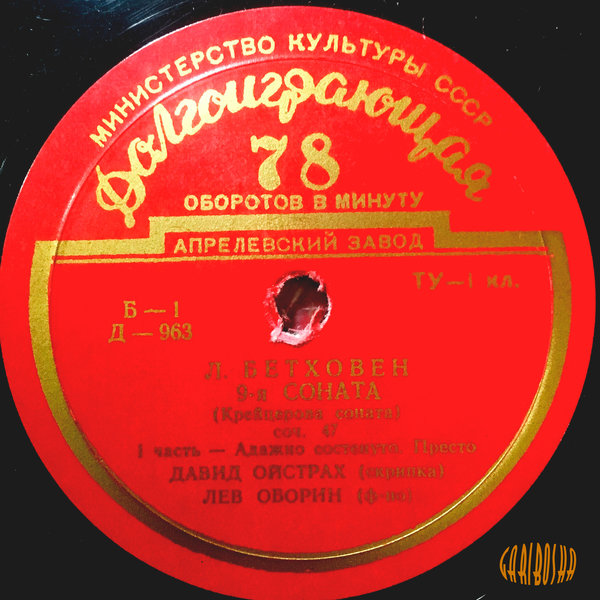 МИНИСТЕРСТВО КУЛЬТУРЫ СССР
Долгоиграющая
78
ОБОРОТОВ В МИНУТУ
АПРЕЛЕВСКИЙ ЗАВОД
ТУ—1 кл.
Б—1
Д—963
Л. БЕТХОВЕН
9-я СОНАТА
(Крейцерова соната)
соч. 47
1 часть — Адажио состенуто. Престо
ДАВИД ОЙСТРАХ (скрипка)
ЛЕВ ОБОРИН (ф-но)
GARIBOSHA